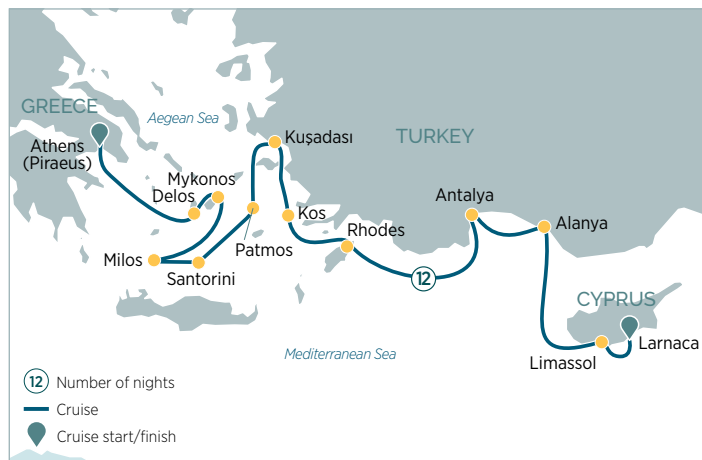 GREECE
Aegean Sea
Athens
(Piraeus)
Kuşadası
TURKEY
Mykonos
Delos
Antalya
Kos
Rhodes
Alanya
Patmos
Milos
Santorini
12
CYPRUS
Mediterranean Sea
Limassol
Larnaca
12 Number of nights
Cruise
Cruise start/finish